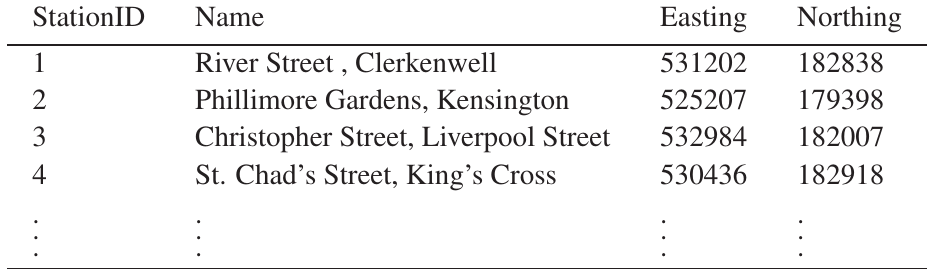 StationID Name Easting Northing
1 River Street , Clerkenwell 531202 182838
2 Phillimore Gardens, Kensington 525207 179398
3 Christopher Street, Liverpool Street 532984 182007
4 St. Chad's Street, King's Cross 530436 182918
. . . .
. . . .
. . . .